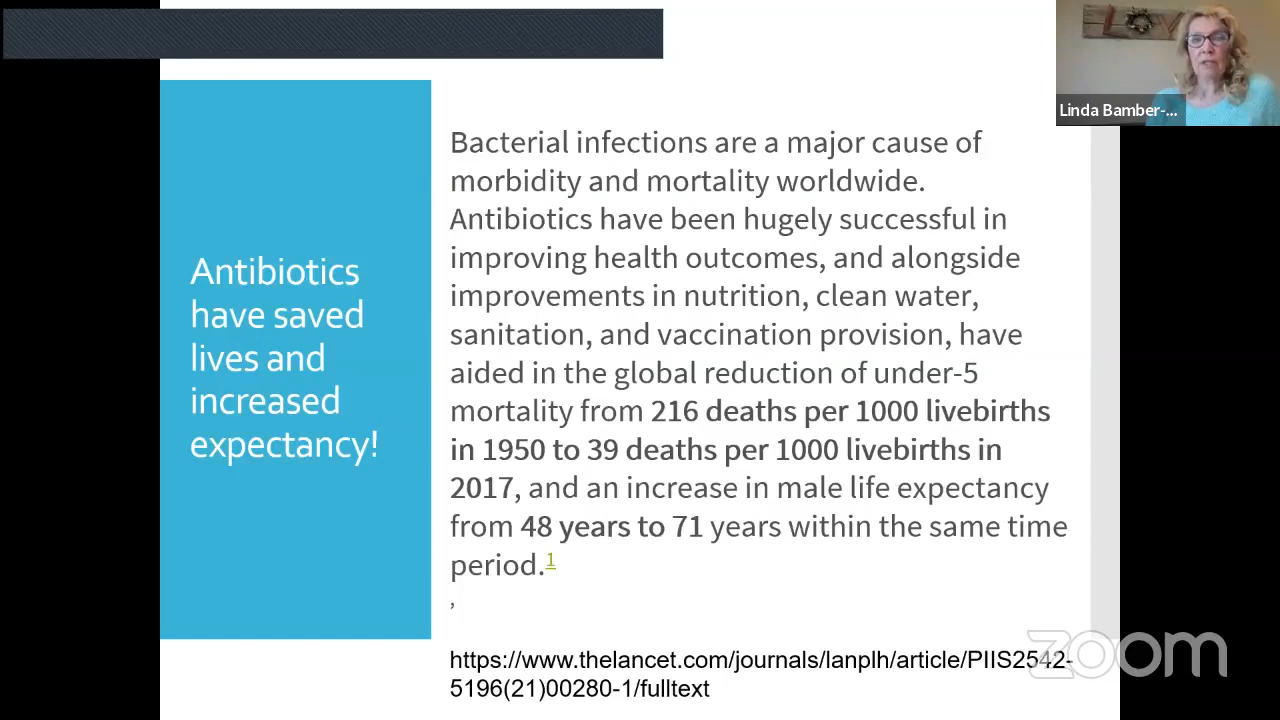 Linda Bamber-...
Antibiotics
have saved
lives and
increased
expectancy!
Bacterial infections are a major cause of
morbidity and mortality worldwide.
Antibiotics have been hugely successful in
improving health outcomes, and alongside
improvements in nutrition, clean water,
sanitation, and vaccination provision, have
aided in the global reduction of under-5
mortality from 216 deaths per 1000 livebirths
in 1950 to 39 deaths per 1000 livebirths in
2017, and an increase in male life expectancy
from 48 years to 71 years within the same time
period.1
,
https://www.thelancet.com/journals/lanplh/article/PIIS2542-
5196(21)00280-1/fulltext
zoom